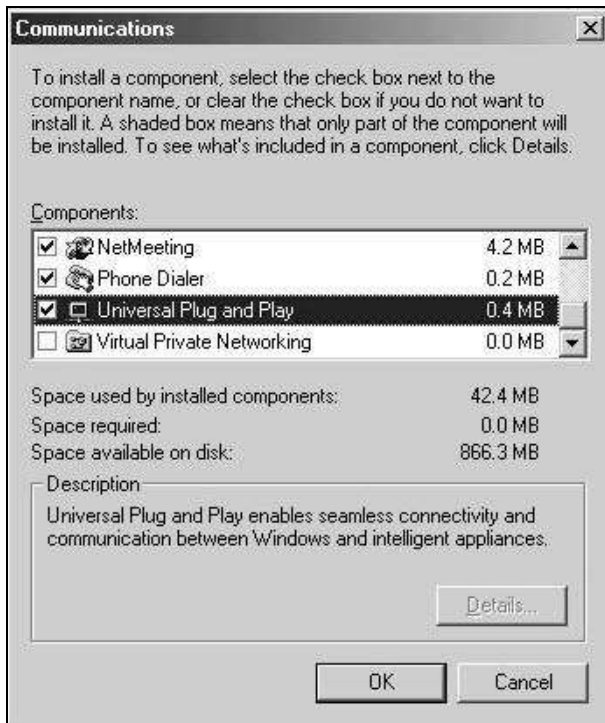 Communications
To install a component, select the check box next to the
component name, or clear the check box if you do not want to
install it. A shaded box means that only part of the component will
be installed. To see what's included in a component, click Details.
Components:
NetMeeting 4.2 MB
Phone Dialer 0.2 MB
Universal Plug and Play 0.4 MB
Virtual Private Networking 0.0 MB
Space used by installed components: 42.4 MB
Space required: 0.0 MB
Space available on disk: 866.3 MB
Description
Universal Plug and Play enables seamless connectivity and
communication between Windows and intelligent appliances.
Details...
OK Cancel